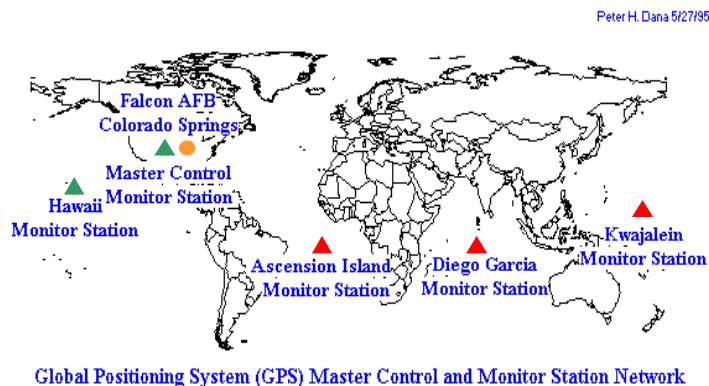 Peter H. Dana 5/27/95
Falcon AFB
Colorado Springs
Master Control
Monitor Station
Hawaii
Monitor Station
Ascension Island
Monitor Station
Diego Garcia
Monitor Station
Kwajalein
Monitor Station
Global Positioning System (GPS) Master Control and Monitor Station Network